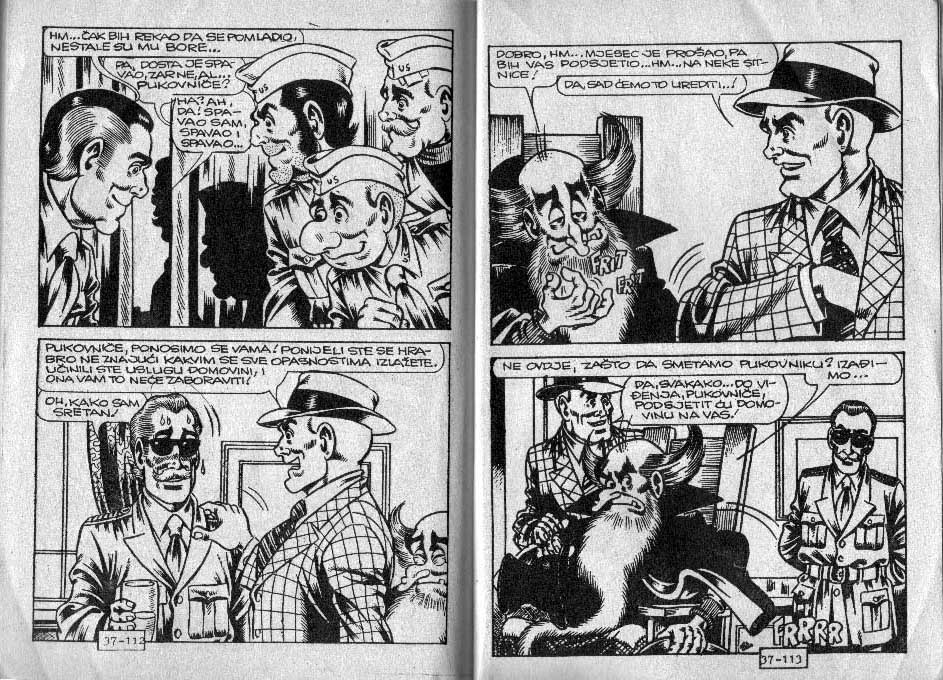 HM...ČAK BIH REKAO DA SE POMLADIO,
NESTALE SU MU BORE...
DA, DOSTA JE SPA-
VAO, ZAR NE, AL...
PUKOVNIČE?
HA? AH,
DA! SPA-
VAO SAM,
SPAVAO I
SPAVAO...
US
US
US
PUKOVNIČE, PONOSIMO SE VAMA! PONIJELI STE SE HRA-
BRO NE ZNAJUĆI KAKVIM SE SVE OPASNOSTIMA IZLAŽETE.
UČINILI STE USLUGU DOMOVINI, I
ONA VAM TO NEĆE ZABORAVITI!
OH, KAKO SAM
SRETAN!
37-112
DOBRO, HM...MJESEC JE PROŠAO, PA
BIH VAS PODSJETIO...HM...NA NEKE SIT-
NICE!
DA, SAD ĆEMO TO UREDITI...!
FRIT
FRIT
NE OVDJE, ZAŠTO DA SMETAMO PUKOVNIKU? IZAĐI-
MO...
DA, SVAKAKO...DO VI-
ĐENJA, PUKOVNIČE,
PODSJETIT ĆU DOMO-
VINU NA VAS!
FRRRR
37-113